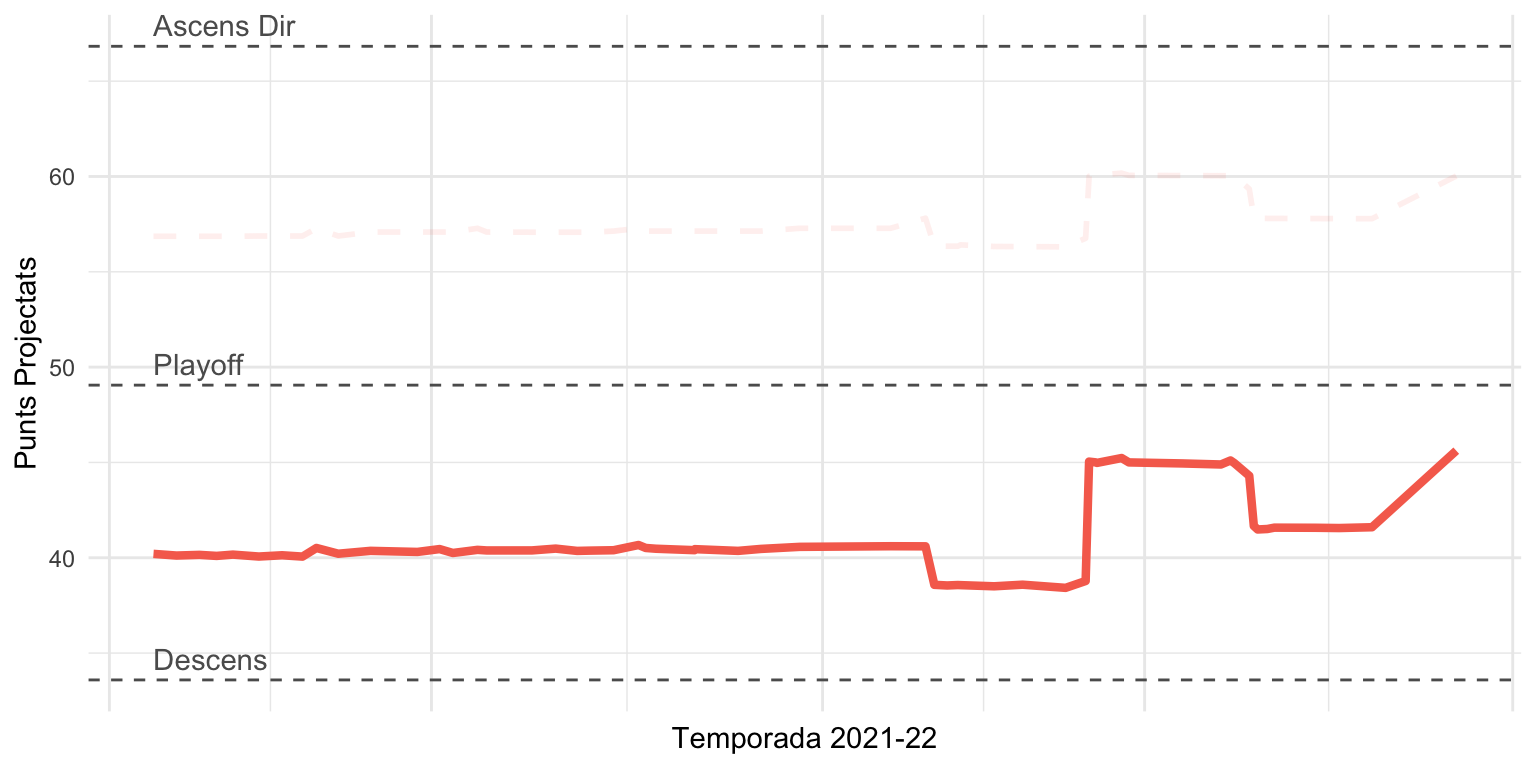 Ascens Dir
60
Playoff
50
40
Descens
Punts Projectats
Temporada 2021-22